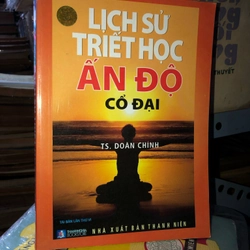 LỊCH SỬ
TRIẾT HỌC
ẤN ĐỘ
CỔ ĐẠI
TS. DOÃN CHÍNH
NHÀ XUẤT BẢN THANH NIÊN